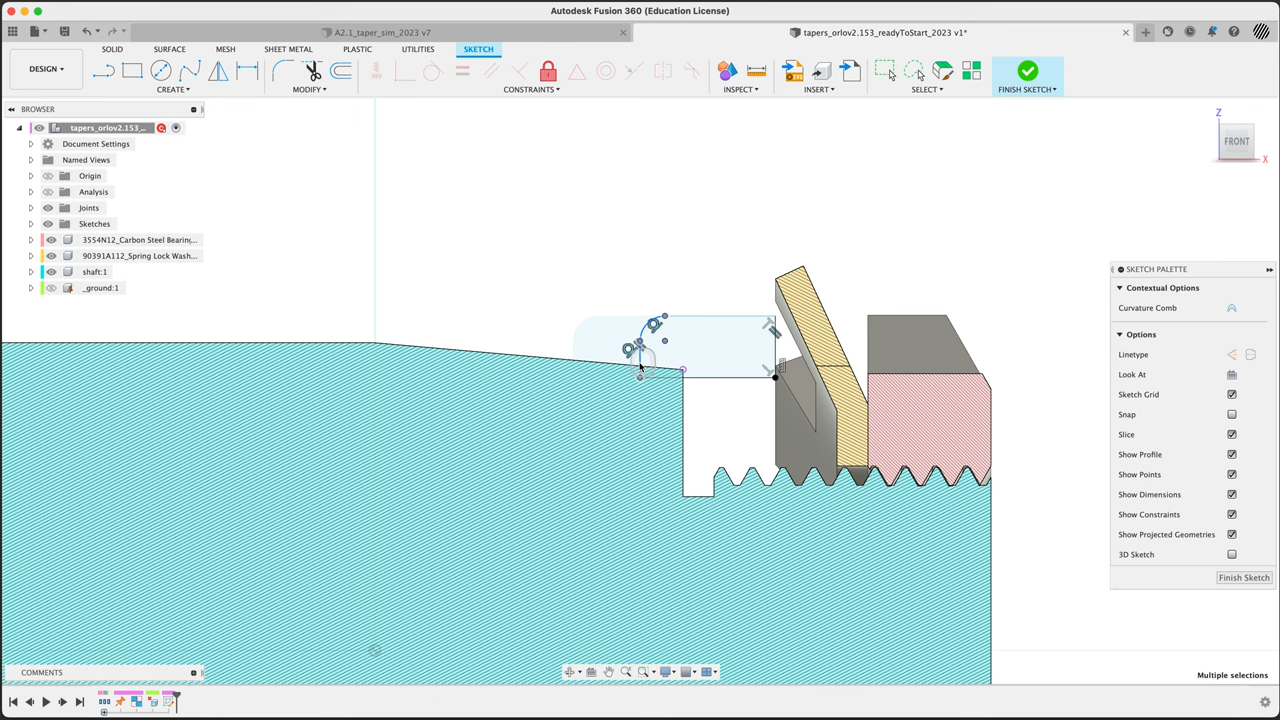 Autodesk Fusion 360 (Education License)
A2.1_taper_sim_2023 v7
tapers_orlov2.153_readyToStart_2023 v1*
SOLID SURFACE MESH SHEET METAL PLASTIC UTILITIES SKETCH
DESIGN
CREATE MODIFY CONSTRAINTS INSPECT INSERT SELECT FINISH SKETCH
BROWSER
tapers_orlov2.153_...
Document Settings
Named Views
Origin
Analysis
Joints
Sketches
3554N12_Carbon Steel Bearing...
90391A112_Spring Lock Wash...
shaft:1
_ground:1
Z
FRONT
X
SKETCH PALETTE
Contextual Options
Curvature Comb
Options
Linetype
Look At
Sketch Grid
Snap
Slice
Show Profile
Show Points
Show Dimensions
Show Constraints
Show Projected Geometries
3D Sketch
Finish Sketch
COMMENTS
Multiple selections